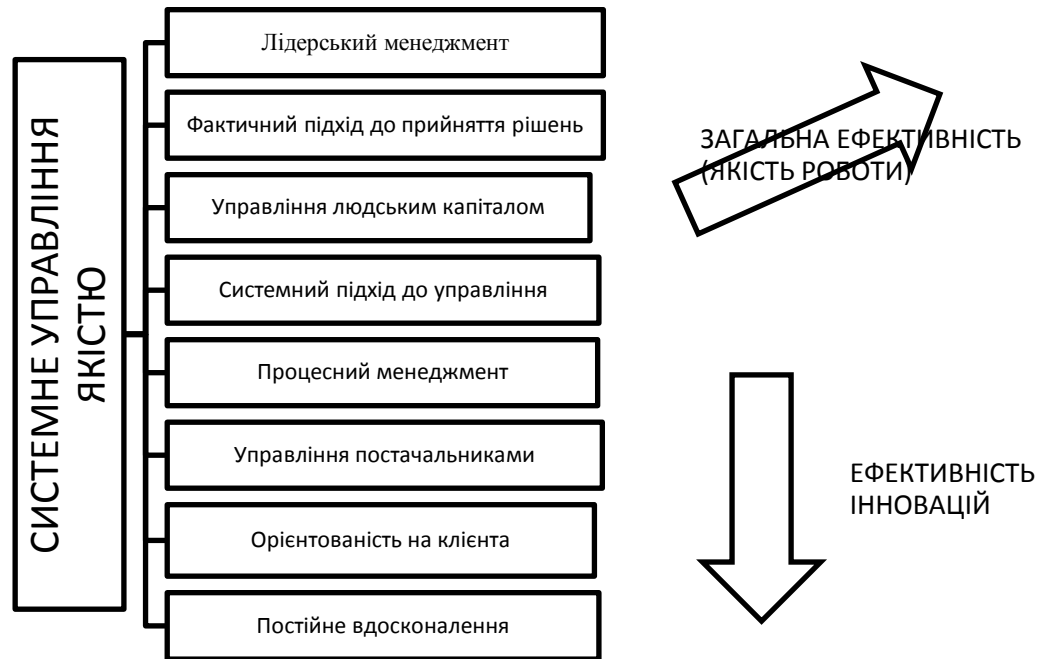 СИСТЕМНЕ УПРАВЛІННЯ
ЯКІСТЮ
Лідерський менеджмент
Фактичний підхід до прийняття рішень
Управління людським капіталом
Системний підхід до управління
Процесний менеджмент
Управління постачальниками
Орієнтованість на клієнта
Постійне вдосконалення
ЗАГАЛЬНА ЕФЕКТИВНІСТЬ
(ЯКІСТЬ РОБОТИ)
ЕФЕКТИВНІСТЬ
ІННОВАЦІЙ